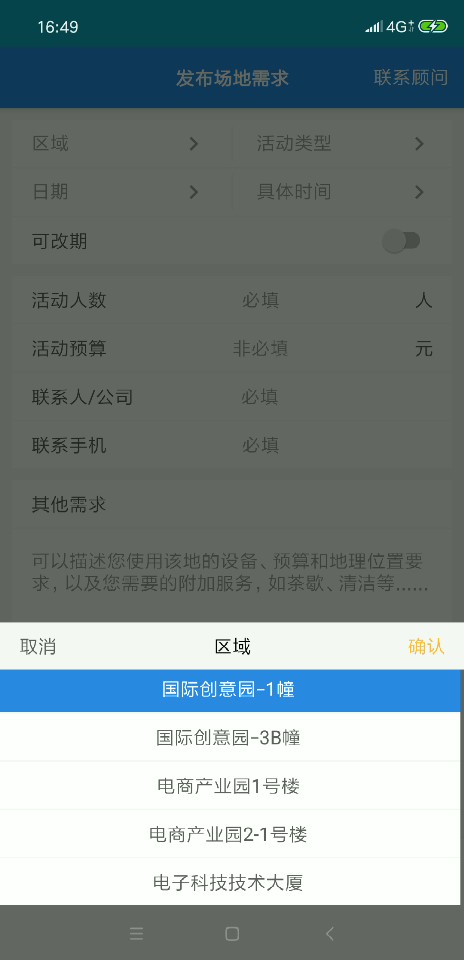 16:49
4G+
发布场地需求 联系顾问
区域 活动类型
日期 具体时间
可改期
活动人数 必填 人
活动预算 非必填 元
联系人/公司 必填
联系手机 必填
其他需求
可以描述您使用该地的设备、预算和地理位置要
求，以及您需要的附加服务，如茶歇、清洁等......
取消 区域 确认
国际创意园-1幢
国际创意园-3B幢
电商产业园1号楼
电商产业园2-1号楼
电子科技技术大厦